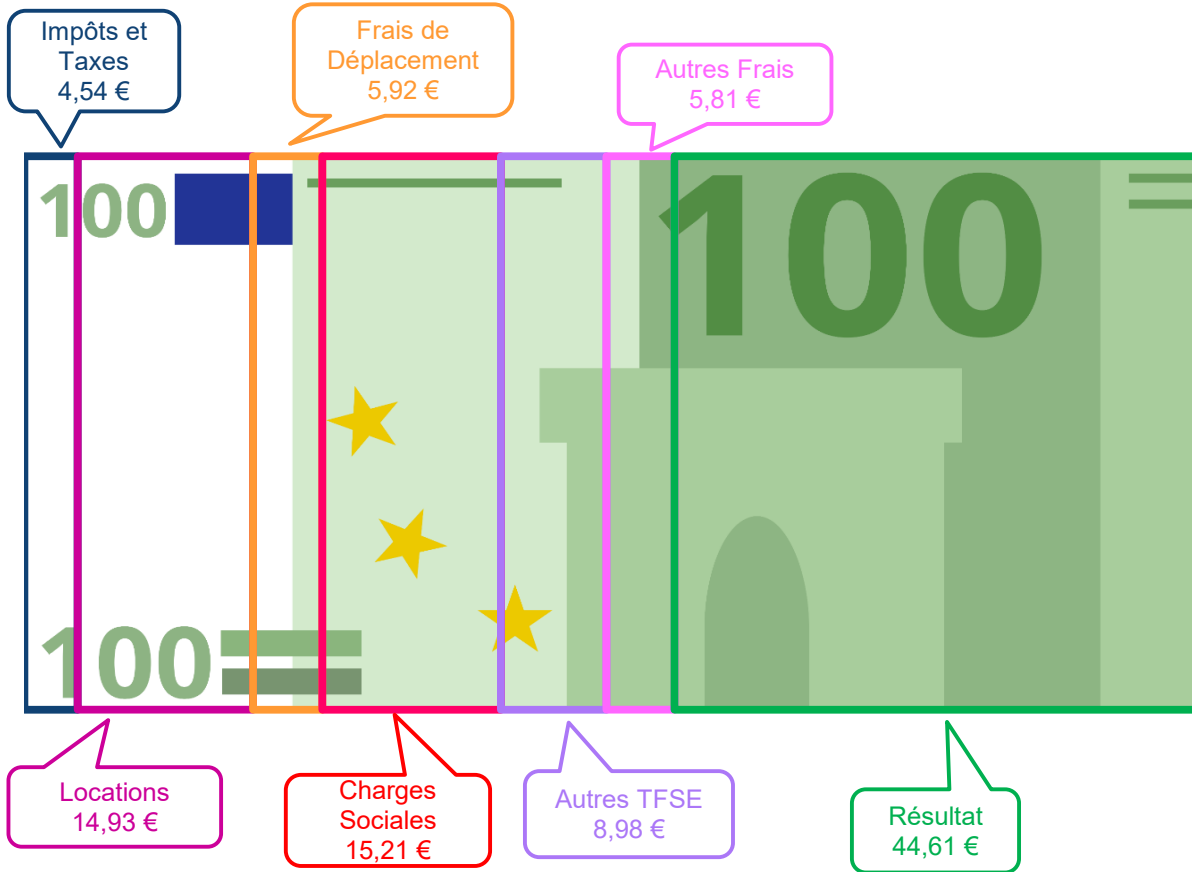 Impôts et
Taxes
4,54 €
Frais de
Déplacement
5,92 €
Autres Frais
5,81 €
100
100
100
Locations
14,93 €
Charges
Sociales
15,21 €
Autres TFSE
8,98 €
Résultat
44,61 €